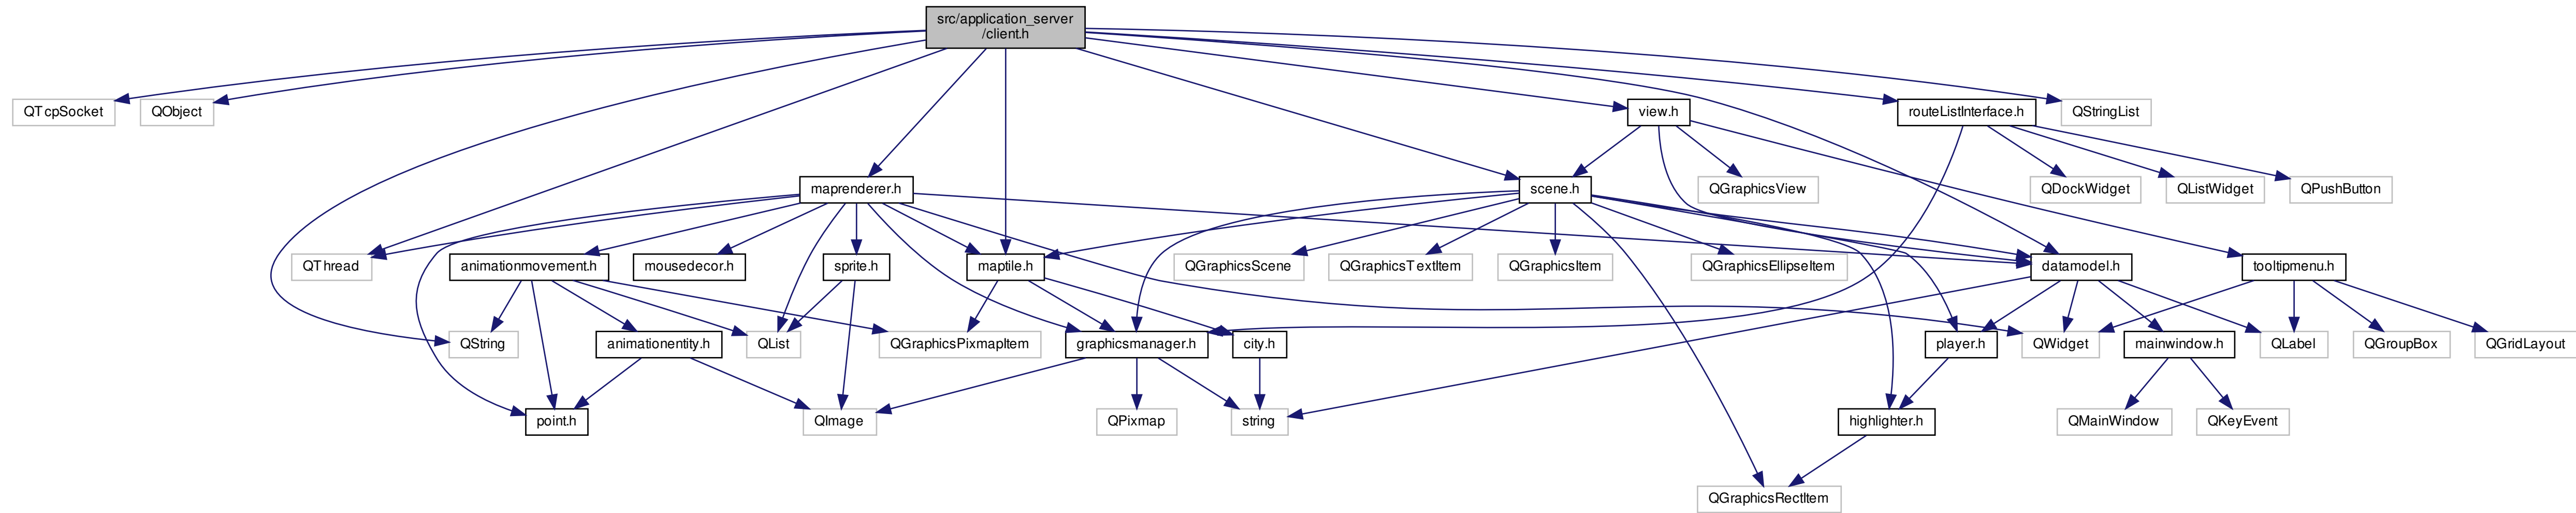 src/application_server
/client.h
QTcpSocket
QObject
view.h
routeListInterface.h
QStringList
maprenderer.h
scene.h
QGraphicsView
QDockWidget
QListWidget
QPushButton
QThread
animationmovement.h
mousedecor.h
sprite.h
maptile.h
QGraphicsScene
QGraphicsTextItem
QGraphicsItem
QGraphicsEllipseItem
datamodel.h
tooltipmenu.h
QString
animationentity.h
QList
QGraphicsPixmapItem
graphicsmanager.h
city.h
player.h
QWidget
mainwindow.h
QLabel
QGroupBox
QGridLayout
point.h
QImage
QPixmap
string
highlighter.h
QMainWindow
QKeyEvent
QGraphicsRectItem